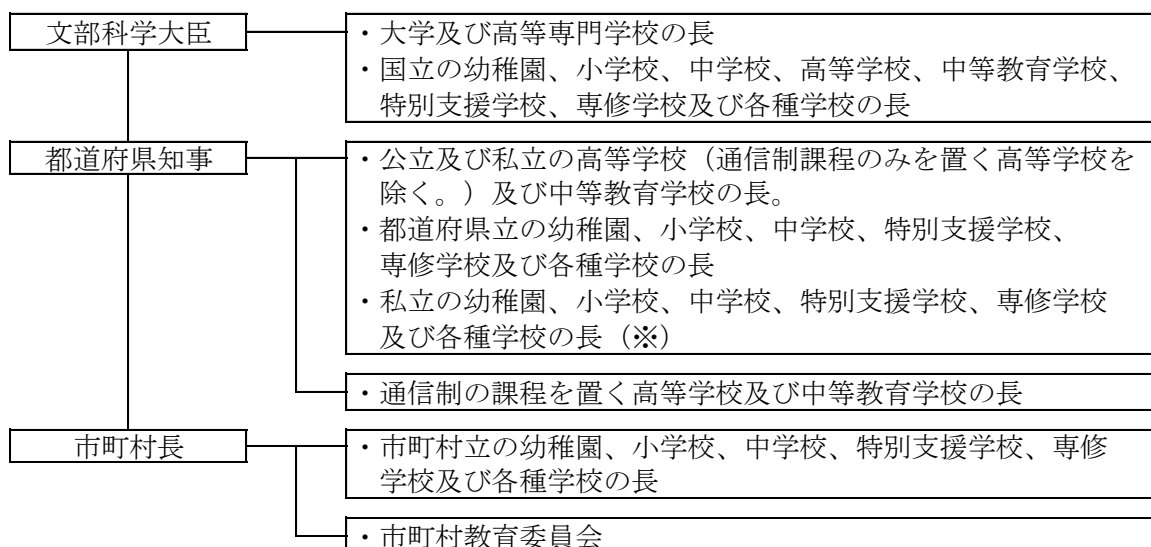 文部科学大臣
・大学及び高等専門学校の長
・国立の幼稚園、小学校、中学校、高等学校、中等教育学校、
特別支援学校、専修学校及び各種学校の長
都道府県知事
・公立及び私立の高等学校（通信制課程のみを置く高等学校を
除く。）及び中等教育学校の長。
・都道府県立の幼稚園、小学校、中学校、特別支援学校、
専修学校及び各種学校の長
・私立の幼稚園、小学校、中学校、特別支援学校、専修学校
及び各種学校の長（※）
・通信制の課程を置く高等学校及び中等教育学校の長
市町村長
・市町村立の幼稚園、小学校、中学校、特別支援学校、専修
学校及び各種学校の長
・市町村教育委員会